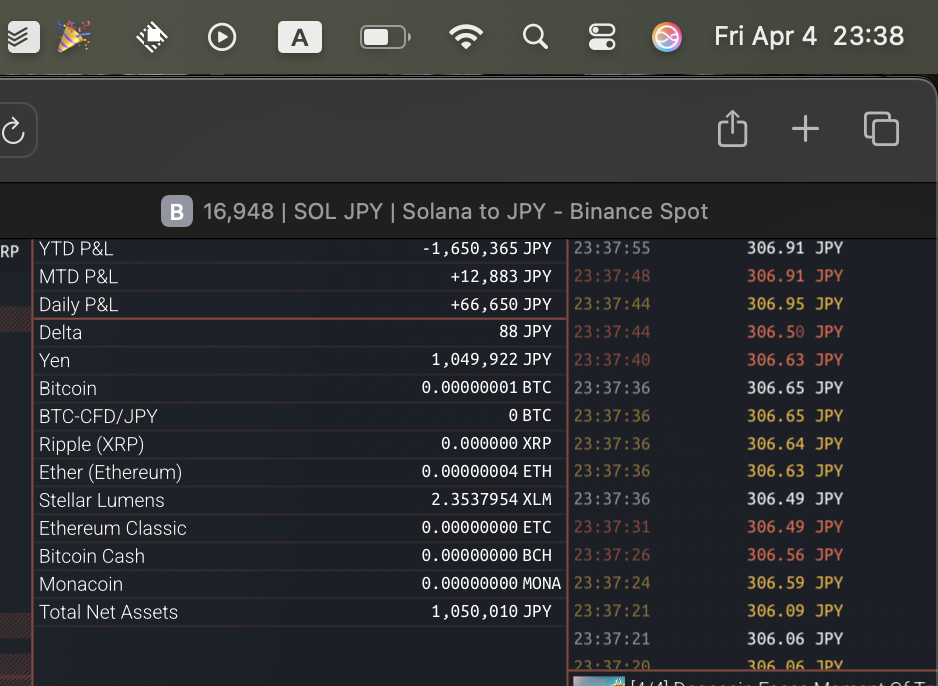 A
Fri Apr 4 23:38
B 16,948 | SOL JPY | Solana to JPY - Binance Spot
RP
YTD P&L -1,650,365 JPY
MTD P&L +12,883 JPY
Daily P&L +66,650 JPY
Delta 88 JPY
Yen 1,049,922 JPY
Bitcoin 0.00000001 BTC
BTC-CFD/JPY 0 BTC
Ripple (XRP) 0.000000 XRP
Ether (Ethereum) 0.00000004 ETH
Stellar Lumens 2.3537954 XLM
Ethereum Classic 0.00000000 ETC
Bitcoin Cash 0.00000000 BCH
Monacoin 0.00000000 MONA
Total Net Assets 1,050,010 JPY
23:37:55 306.91 JPY
23:37:48 306.91 JPY
23:37:44 306.95 JPY
23:37:44 306.50 JPY
23:37:40 306.63 JPY
23:37:36 306.65 JPY
23:37:36 306.65 JPY
23:37:36 306.64 JPY
23:37:36 306.63 JPY
23:37:36 306.49 JPY
23:37:31 306.49 JPY
23:37:26 306.56 JPY
23:37:24 306.59 JPY
23:37:21 306.09 JPY
23:37:21 306.06 JPY
23:37:20 306.06 JPY
[4/4] Dogecoin Faces Moment Of